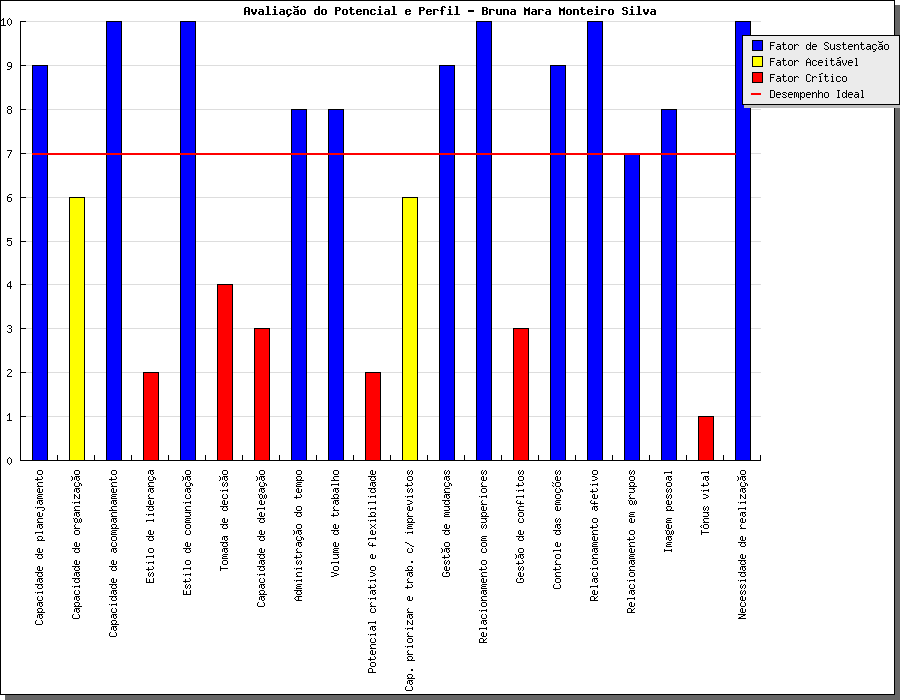 Avaliação do Potencial e Perfil - Bruna Mara Monteiro Silva
Fator de Sustentação
Fator Aceitável
Fator Crítico
Desempenho Ideal
10
9
8
7
6
5
4
3
2
1
0
Capacidade de planejamento
Capacidade de organização
Capacidade de acompanhamento
Estilo de liderança
Estilo de comunicação
Tomada de decisão
Capacidade de delegação
Administração do tempo
Volume de trabalho
Potencial criativo e flexibilidade
Cap. priorizar e trab. c/ imprevistos
Gestão de mudanças
Relacionamento com superiores
Gestão de conflitos
Controle das emoções
Relacionamento afetivo
Relacionamento em grupos
Imagem pessoal
Tônus vital
Necessidade de realização